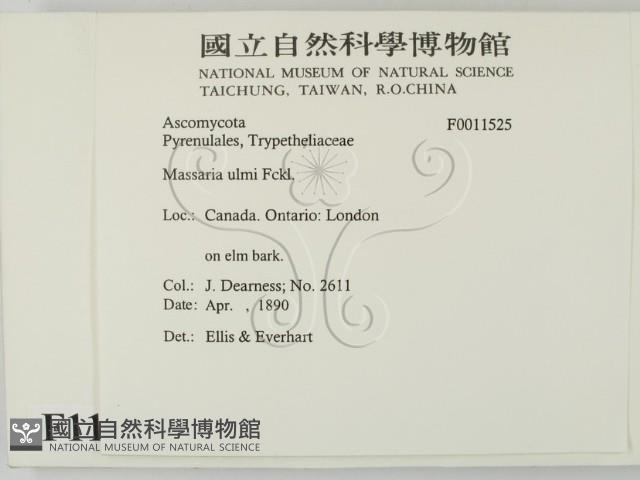 國立自然科學博物館
NATIONAL MUSEUM OF NATURAL SCIENCE
TAICHUNG, TAIWAN, R.O.CHINA
Ascomycota F0011525
Pyrenulales, Trypetheliaceae
Massaria ulmi Fckl.
Loc.: Canada. Ontario: London
on elm bark.
Col.: J. Dearness; No. 2611
Date: Apr. , 1890
Det.: Ellis & Everhart
F11
國立自然科學博物館
NATIONAL MUSEUM OF NATURAL SCIENCE